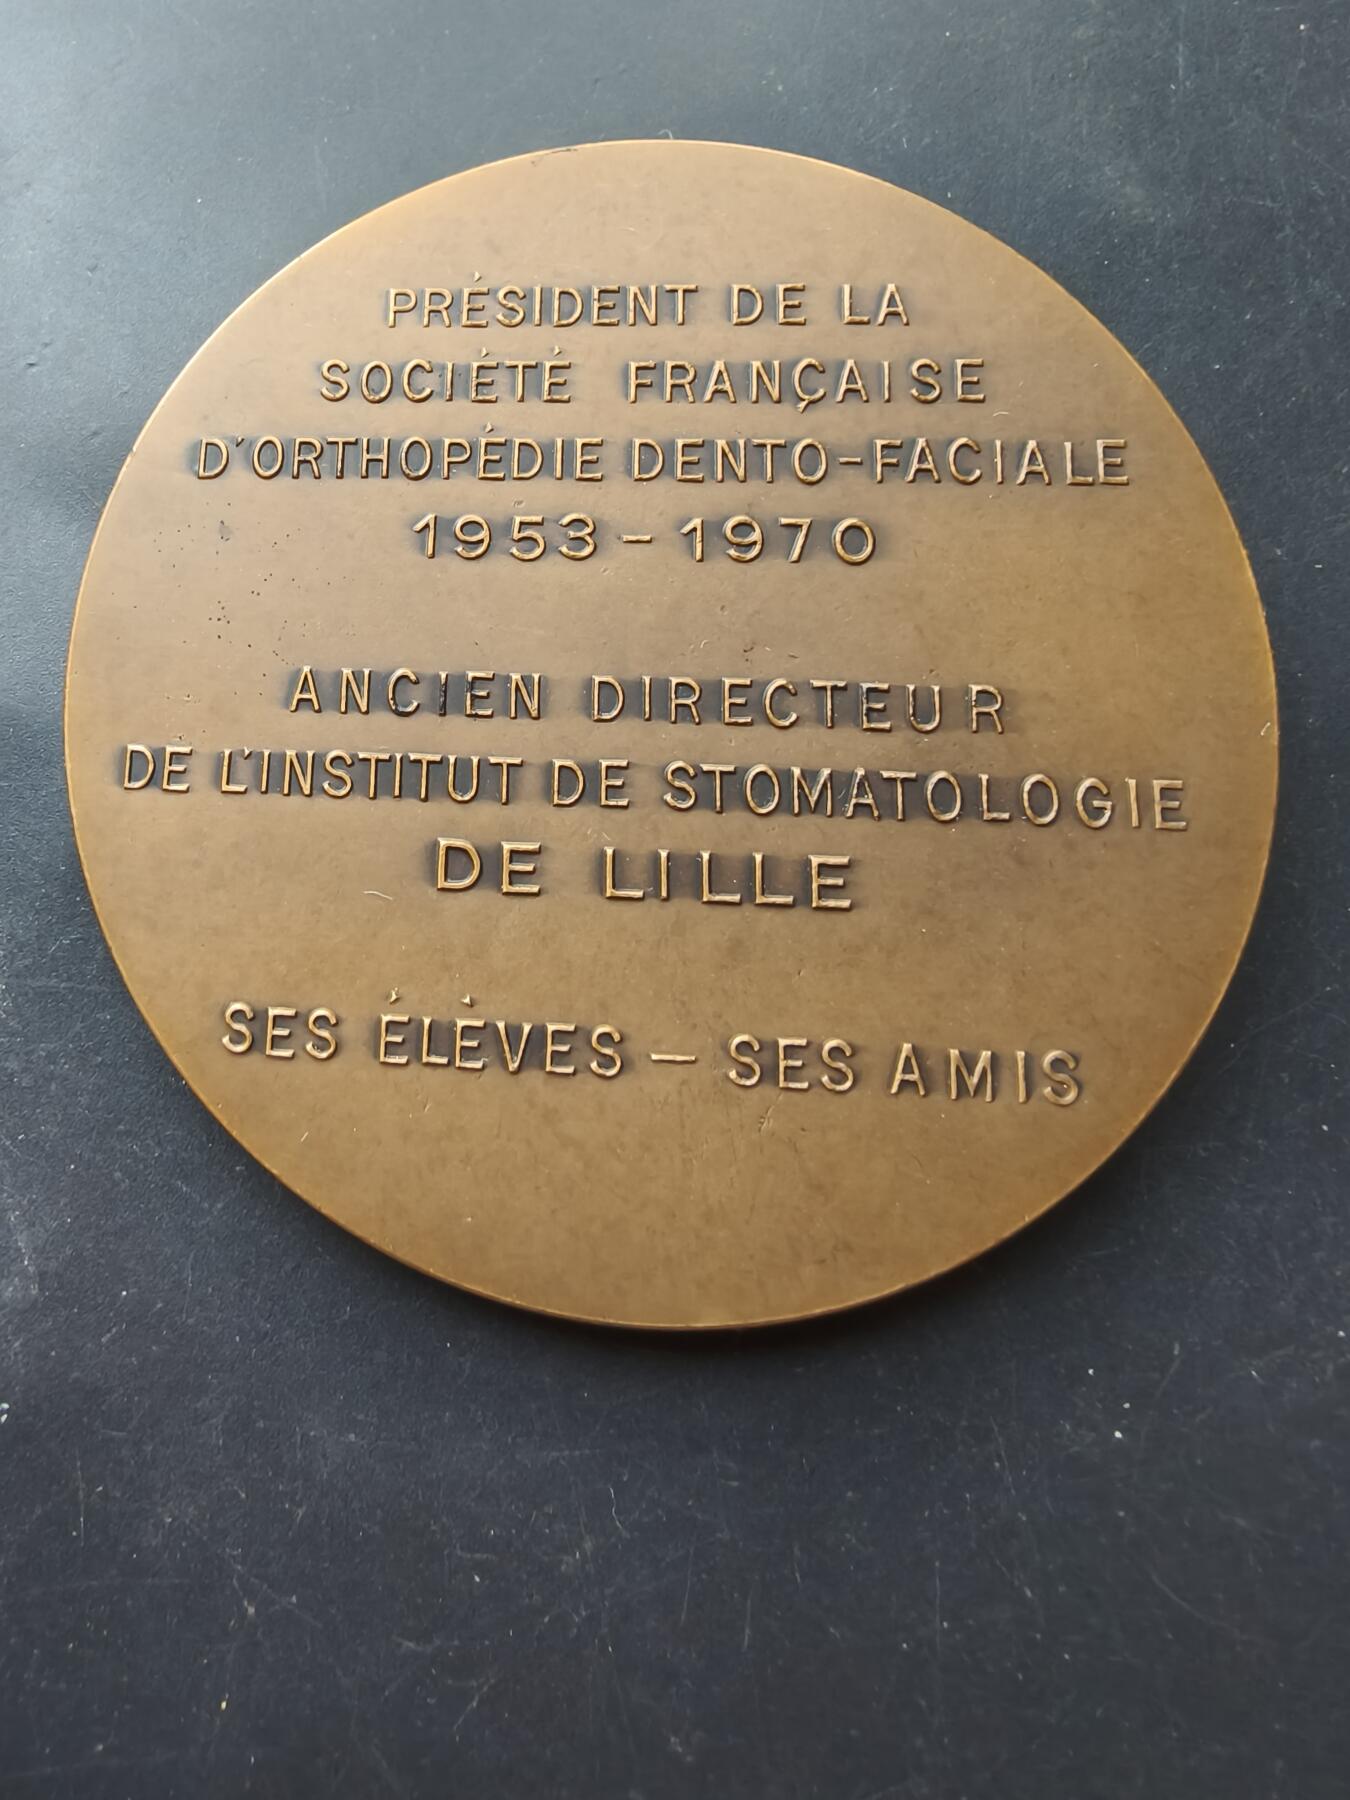 PRÉSIDENT DE LA
SOCIÉTÉ FRANÇAISE
D'ORTHOPÉDIE DENTO-FACIALE
1953 - 1970
ANCIEN DIRECTEUR
DE L'INSTITUT DE STOMATOLOGIE
DE LILLE
SES ÉLÈVES - SES AMIS